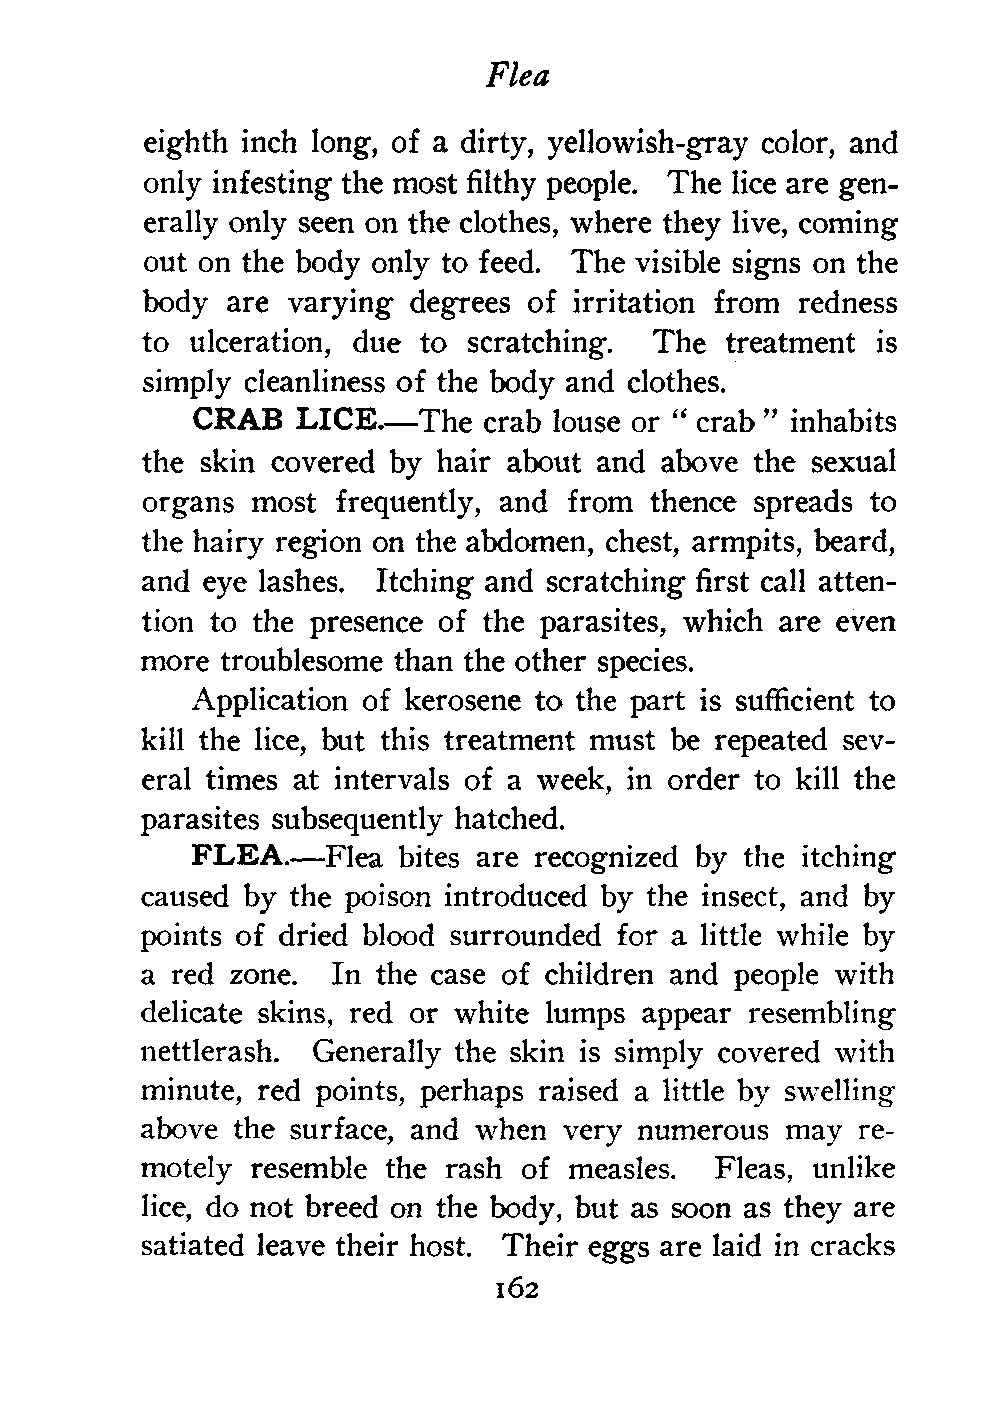 Flea
eighth inch long, of a dirty, yellowish-gray color, and
only infesting the most filthy people. The lice are gen-
erally only seen on the clothes, where they live, coming
out on the body only to feed. The visible signs on the
body are varying degrees of irritation from redness
to ulceration, due to scratching. The treatment is
simply cleanliness of the body and clothes.
CRAB LICE.—The crab louse or “ crab ” inhabits
the skin covered by hair about and above the sexual
organs most frequently, and from thence spreads to
the hairy region on the abdomen, chest, armpits, beard,
and eye lashes. Itching and scratching first call atten-
tion to the presence of the parasites, which are even
more troublesome than the other species.
Application of kerosene to the part is sufficient to
kill the lice, but this treatment must be repeated sev-
eral times at intervals of a week, in order to kill the
parasites subsequently hatched.
FLEA.—Flea bites are recognized by the itching
caused by the poison introduced by the insect, and by
points of dried blood surrounded for a little while by
a red zone. In the case of children and people with
delicate skins, red or white lumps appear resembling
nettlerash. Generally the skin is simply covered with
minute, red points, perhaps raised a little by swelling
above the surface, and when very numerous may re-
motely resemble the rash of measles. Fleas, unlike
lice, do not breed on the body, but as soon as they are
satiated leave their host. Their eggs are laid in cracks
162